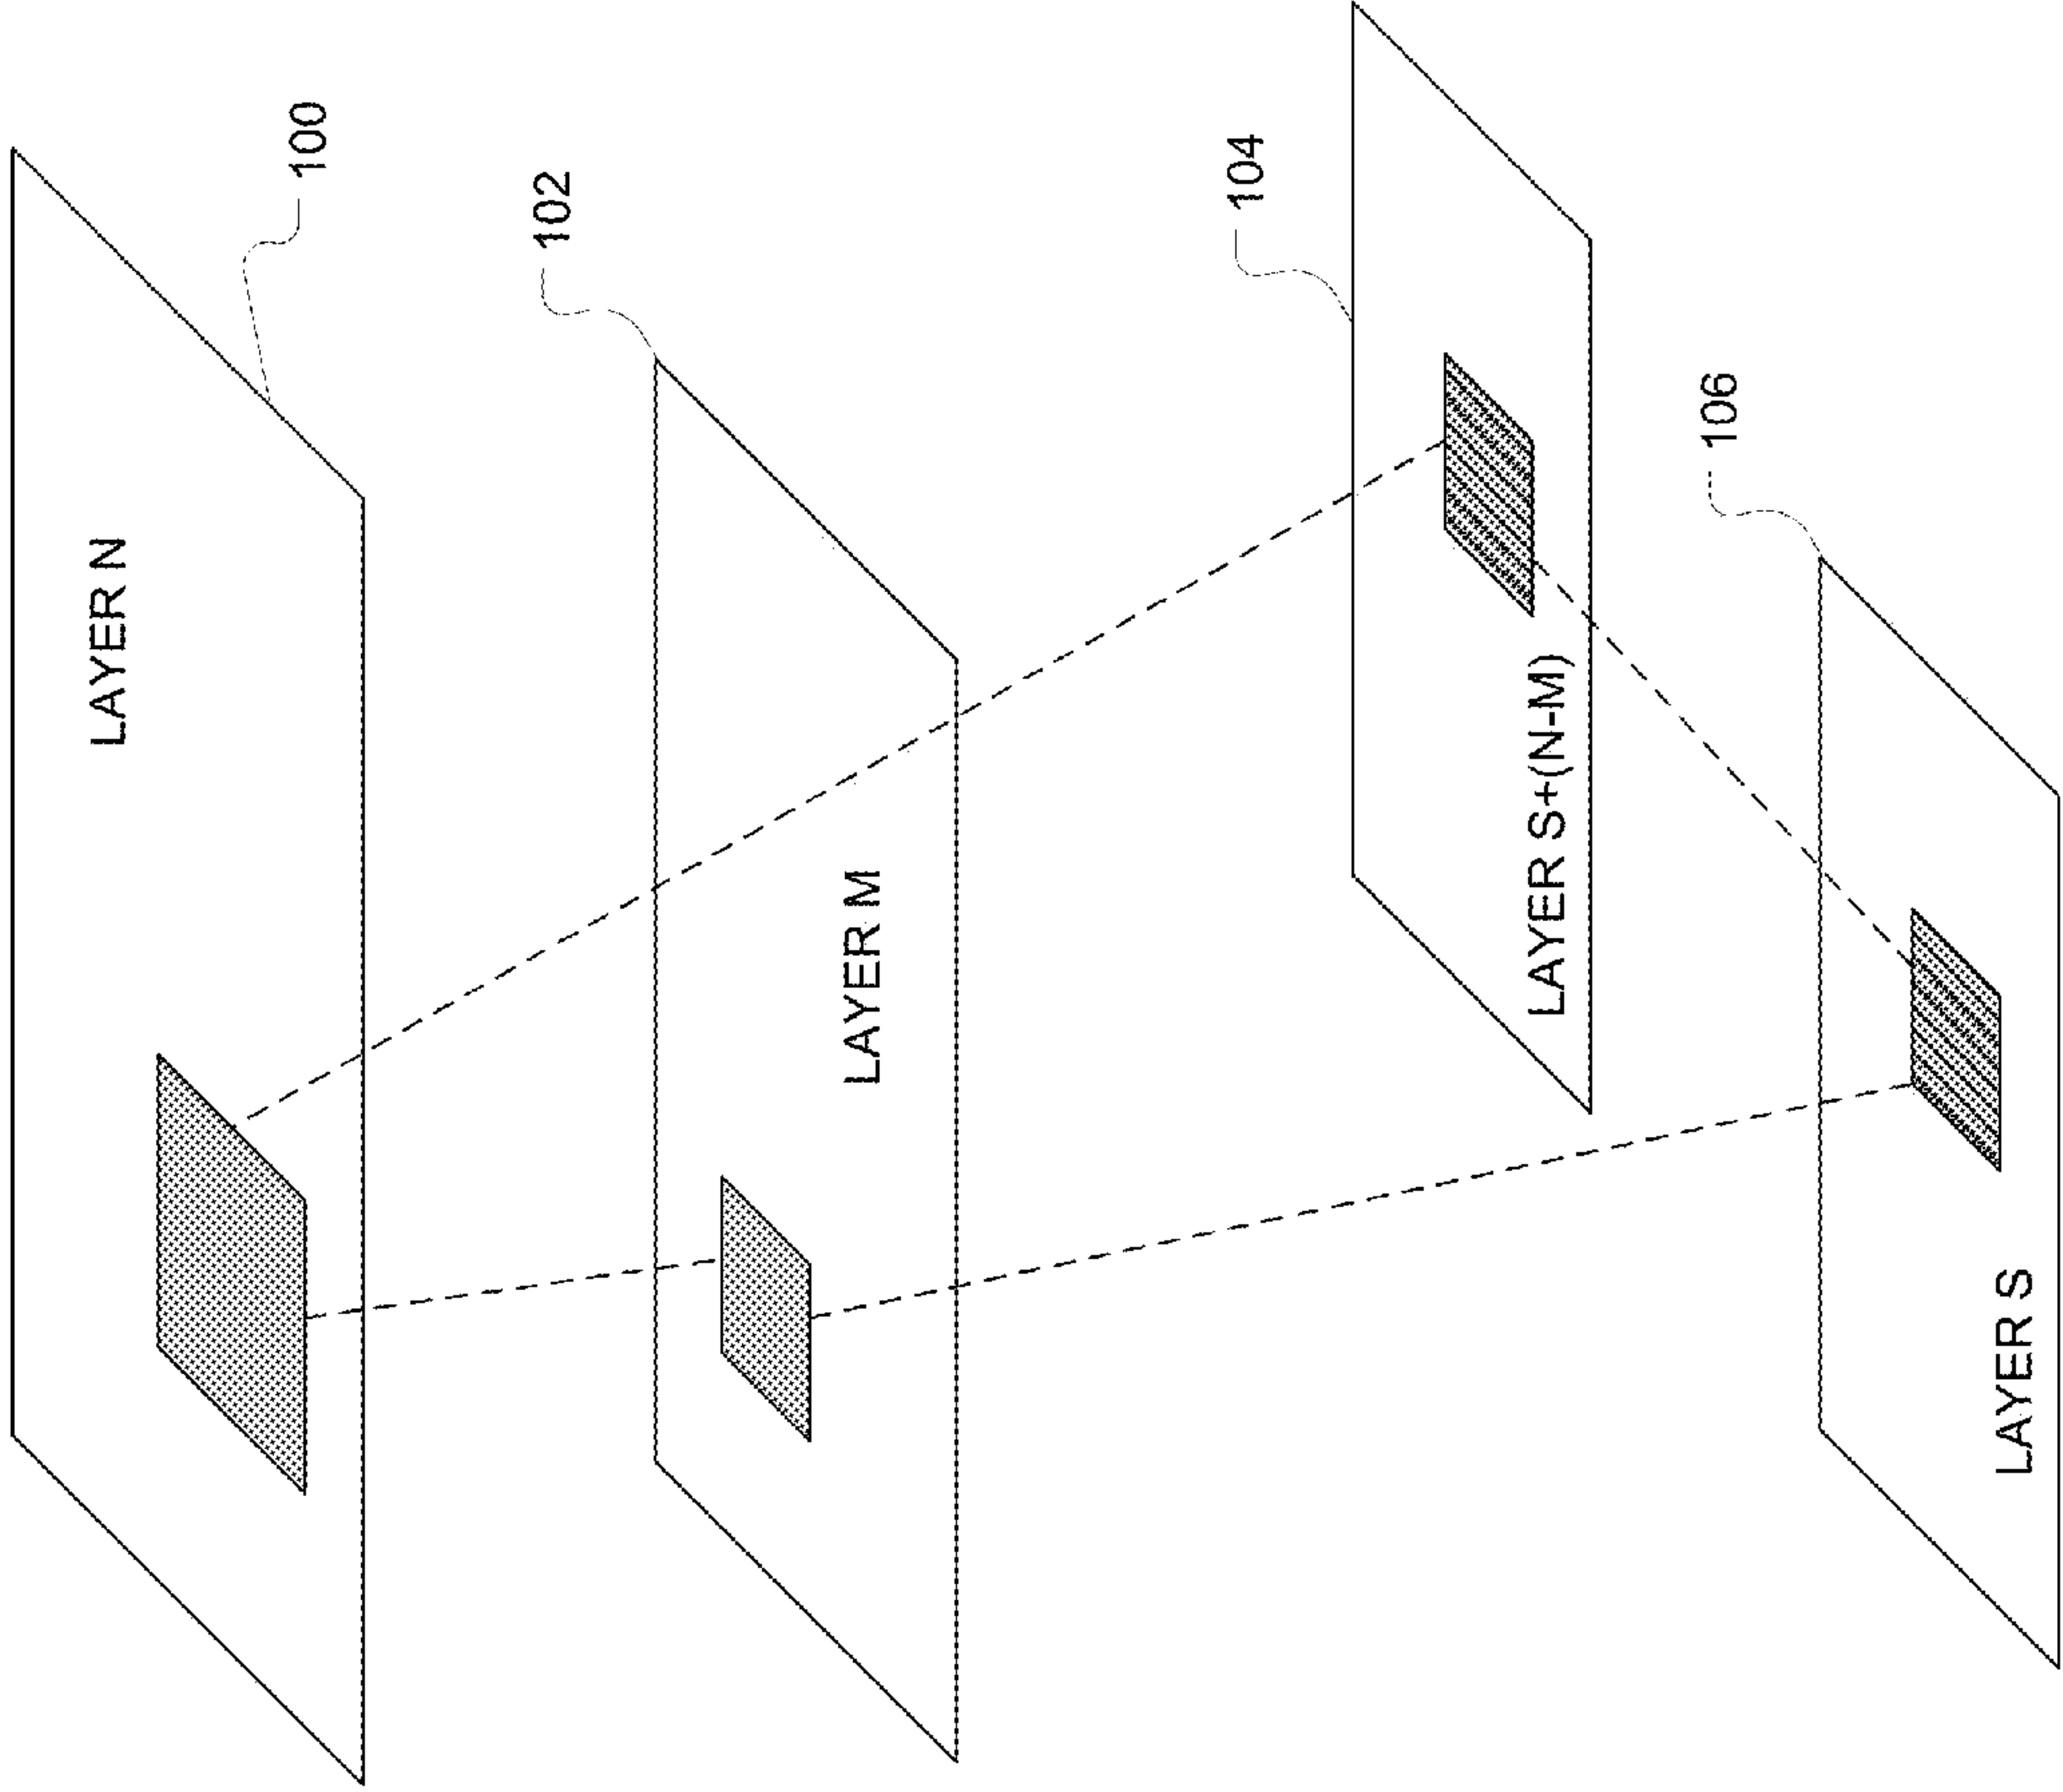 LAYER N
100
LAYER M
102
LAYER S+(N-M)
104
LAYER S
106